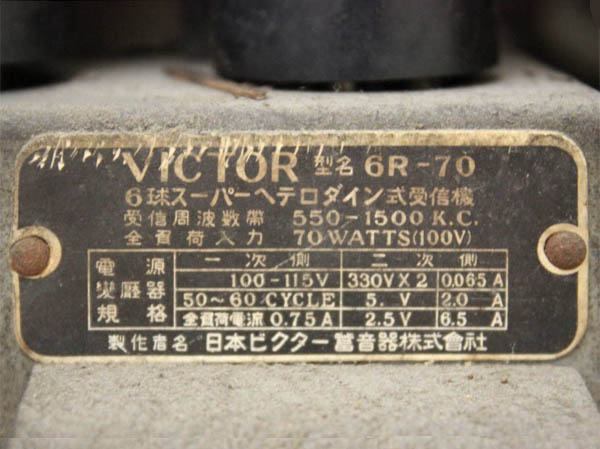 VICTOR 型名 6R-70
6球スーパーヘテロダイン式受信機
受信周波数帶 550-1500 K.C.
全負荷入力 70 WATTS(100V)
電源變壓器規格
一次側 二次側
100-115V 330V X 2 0.065 A
50~60 CYCLE 5. V 2.0 A
全負荷電流 0.75 A 2.5 V 6.5 A
製作者名 日本ビクター蓄音器株式會社